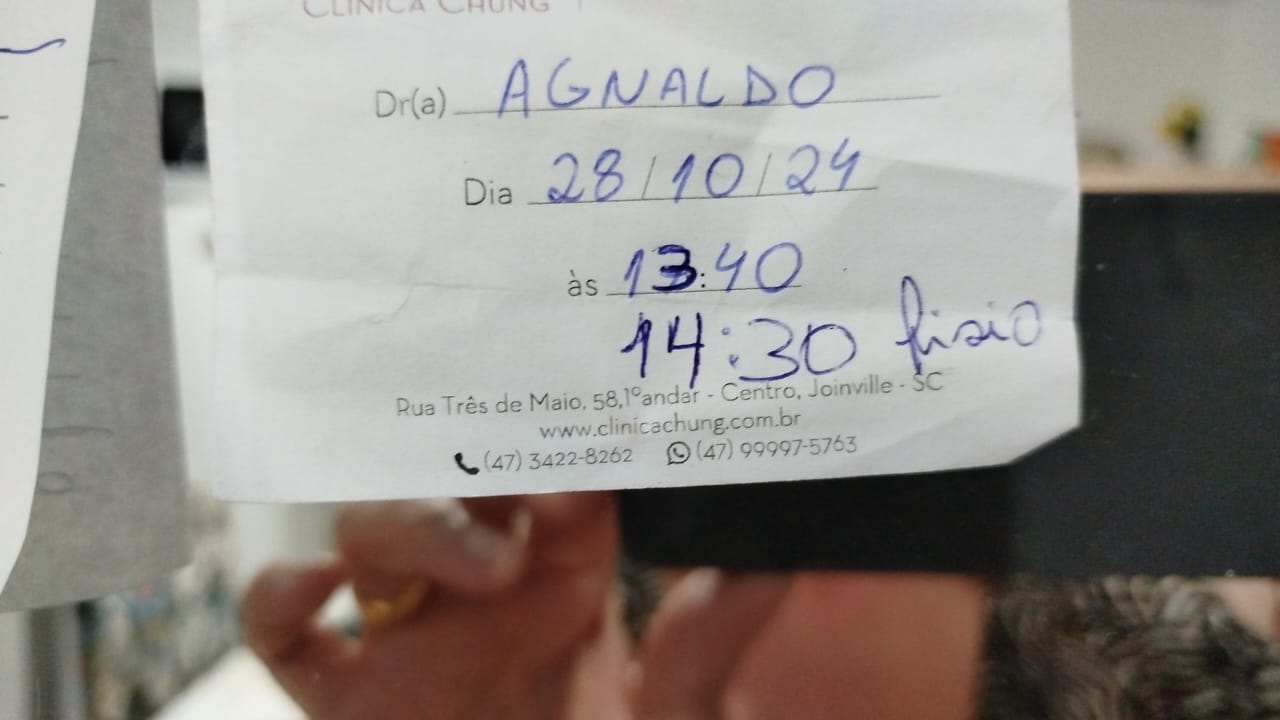 CLÍNICA CHUNG
Dr(a) AGNALDO
Dia 28/10/24
às 13:40
14:30 fisio
Rua Três de Maio, 58,1ºandar - Centro, Joinville - SC
www.clinicachung.com.br
(47) 3422-8262 (47) 99997-5763